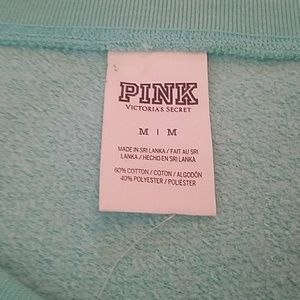 PINK
VICTORIA'S SECRET
M | M
MADE IN SRI LANKA / FAIT AU SRI
LANKA / HECHO EN SRI LANKA
60% COTTON / COTON / ALGODÓN
40% POLYESTER / POLIÉSTER